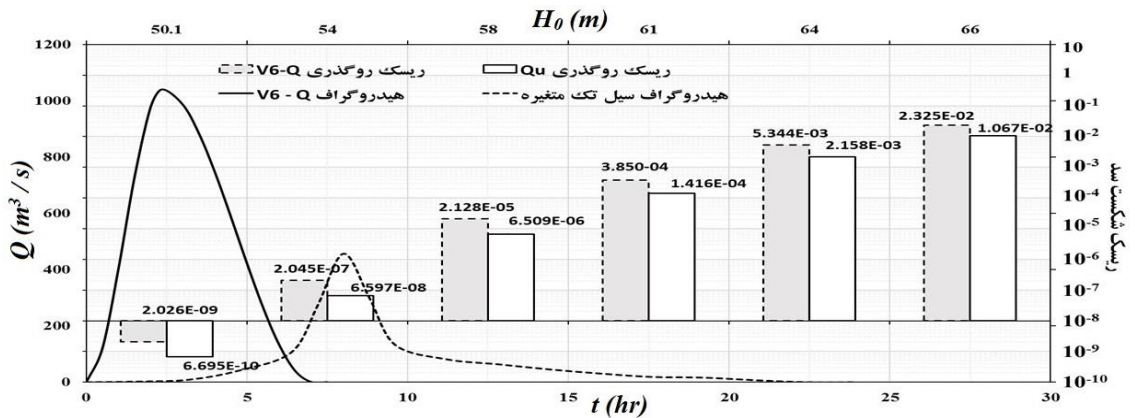 H₀ (m)
50.1 54 58 61 64 66
1200
1000
800
600
400
200
0
Q (m³ / s)
10
1
10⁻¹
10⁻²
10⁻³
10⁻⁴
10⁻⁵
10⁻⁶
10⁻⁷
10⁻⁸
10⁻⁹
10⁻¹⁰
ریسک شکست سد
ریسک روگذری V6-Q
ریسک روگذری Qu
هیدروگراف V6 - Q
هیدروگراف سیل تک متغیره
2.026E-09
6.695E-10
2.045E-07
6.597E-08
2.128E-05
6.509E-06
3.850-04
1.416E-04
5.344E-03
2.158E-03
2.325E-02
1.067E-02
0 5 10 15 20 25 30
t (hr)